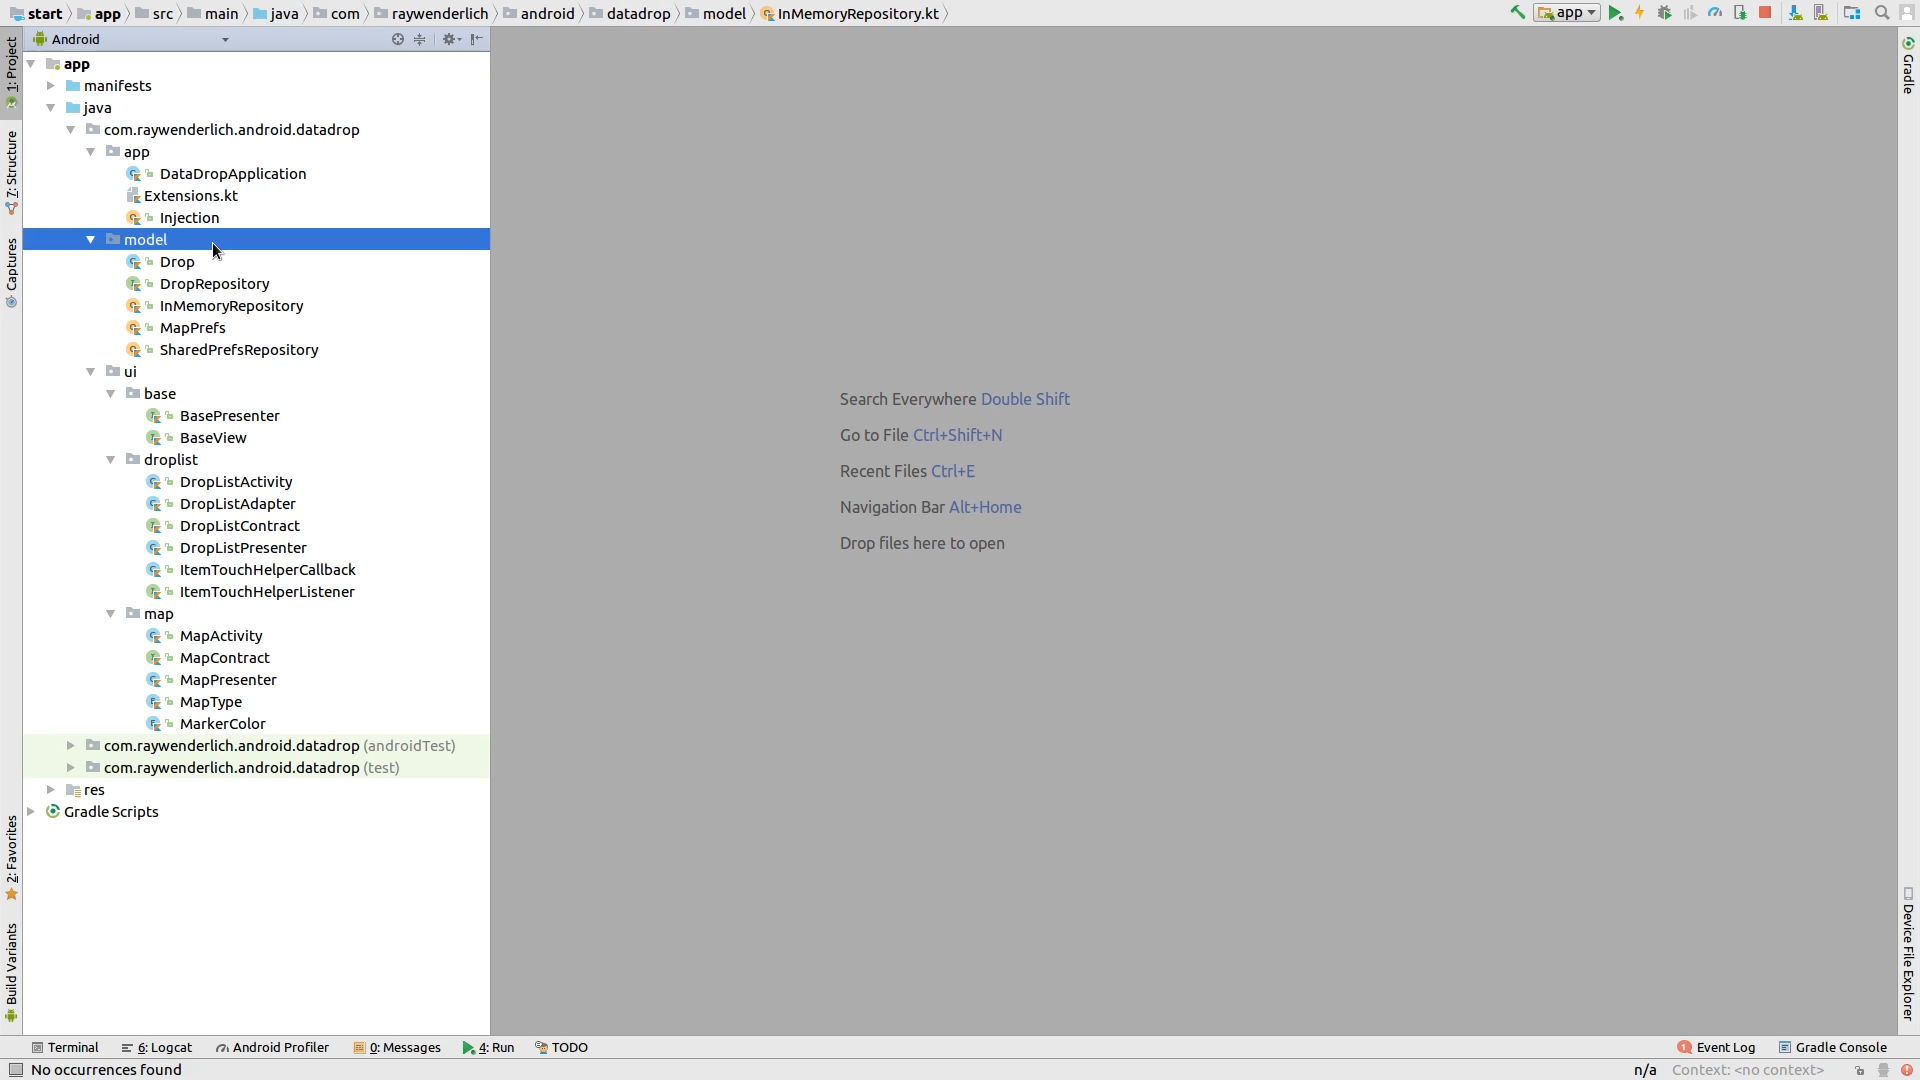 start app src main java com raywenderlich android datadrop model InMemoryRepository.kt app
Android
1: Project
7: Structure
Captures
2: Favorites
Build Variants
app
manifests
java
com.raywenderlich.android.datadrop
app
DataDropApplication
Extensions.kt
Injection
model
Drop
DropRepository
InMemoryRepository
MapPrefs
SharedPrefsRepository
ui
base
BasePresenter
BaseView
droplist
DropListActivity
DropListAdapter
DropListContract
DropListPresenter
ItemTouchHelperCallback
ItemTouchHelperListener
map
MapActivity
MapContract
MapPresenter
MapType
MarkerColor
com.raywenderlich.android.datadrop (androidTest)
com.raywenderlich.android.datadrop (test)
res
Gradle Scripts
Search Everywhere Double Shift
Go to File Ctrl+Shift+N
Recent Files Ctrl+E
Navigation Bar Alt+Home
Drop files here to open
Gradle
Device File Explorer
Terminal 6: Logcat Android Profiler 0: Messages 4: Run TODO 1 Event Log Gradle Console
No occurrences found n/a Context: <no context>